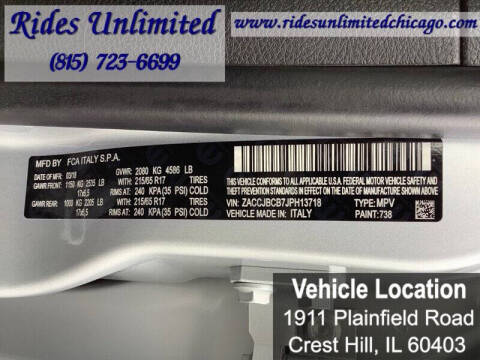 Rides Unlimited
(815) 723-6699
www.ridesunlimitedchicago.com
MFD BY: FCA ITALY S.P.A.
DATE OF MFR: 03/18 GVWR: 2080 KG 4586 LB
GAWR FRONT: 1150 KG 2535 LB WITH 215/65 R17
17x6.5 RIMS AT 240 KPA(35 PSI) COLD
GAWR REAR: 1000 KG 2205 LB WITH 215/65 R17
17x6.5 RIMS AT 240 KPA(35 PSI) COLD
THIS VEHICLE CONFORMS TO ALL APPLICABLE U.S.A. FEDERAL MOTOR VEHICLE
SAFETY, BUMPER AND THEFT PREVENTION STANDARDS IN EFFECT ON THE DATE OF MANUFACTURE SHOWN ABOVE.
VIN: ZACCJBCB7JPH13718 TYPE: MPV
MADE IN: ITALY PAINT: 738
Vehicle Location
1911 Plainfield Road
Crest Hill, IL 60403